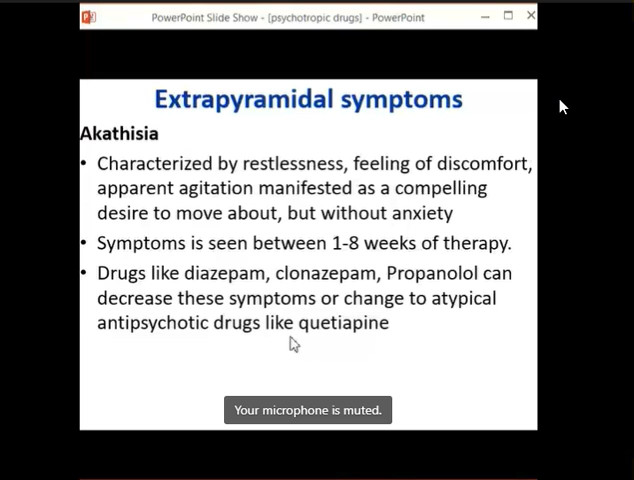 PowerPoint Slide Show - [psychotropic drugs] - PowerPoint
Extrapyramidal symptoms
Akathisia
• Characterized by restlessness, feeling of discomfort,
apparent agitation manifested as a compelling
desire to move about, but without anxiety
• Symptoms is seen between 1-8 weeks of therapy.
• Drugs like diazepam, clonazepam, Propanolol can
decrease these symptoms or change to atypical
antipsychotic drugs like quetiapine
Your microphone is muted.